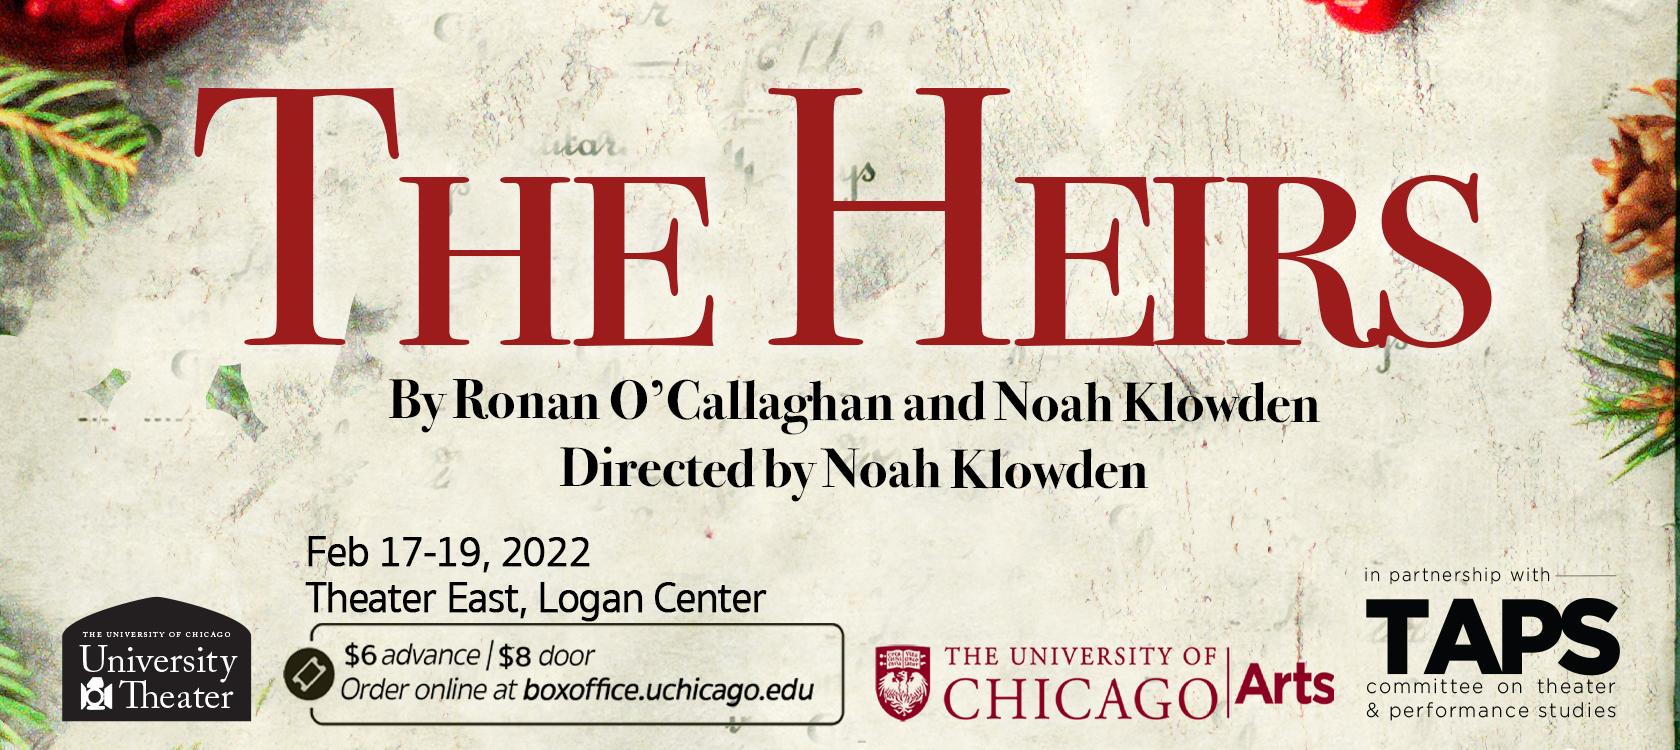 THE HEIRS
By Ronan O’Callaghan and Noah Klowden
Directed by Noah Klowden
Feb 17-19, 2022
Theater East, Logan Center
$6 advance | $8 door
Order online at boxoffice.uchicago.edu
THE UNIVERSITY OF CHICAGO
University
Theater
THE UNIVERSITY OF
CHICAGO
Arts
in partnership with
TAPS
committee on theater
& performance studies